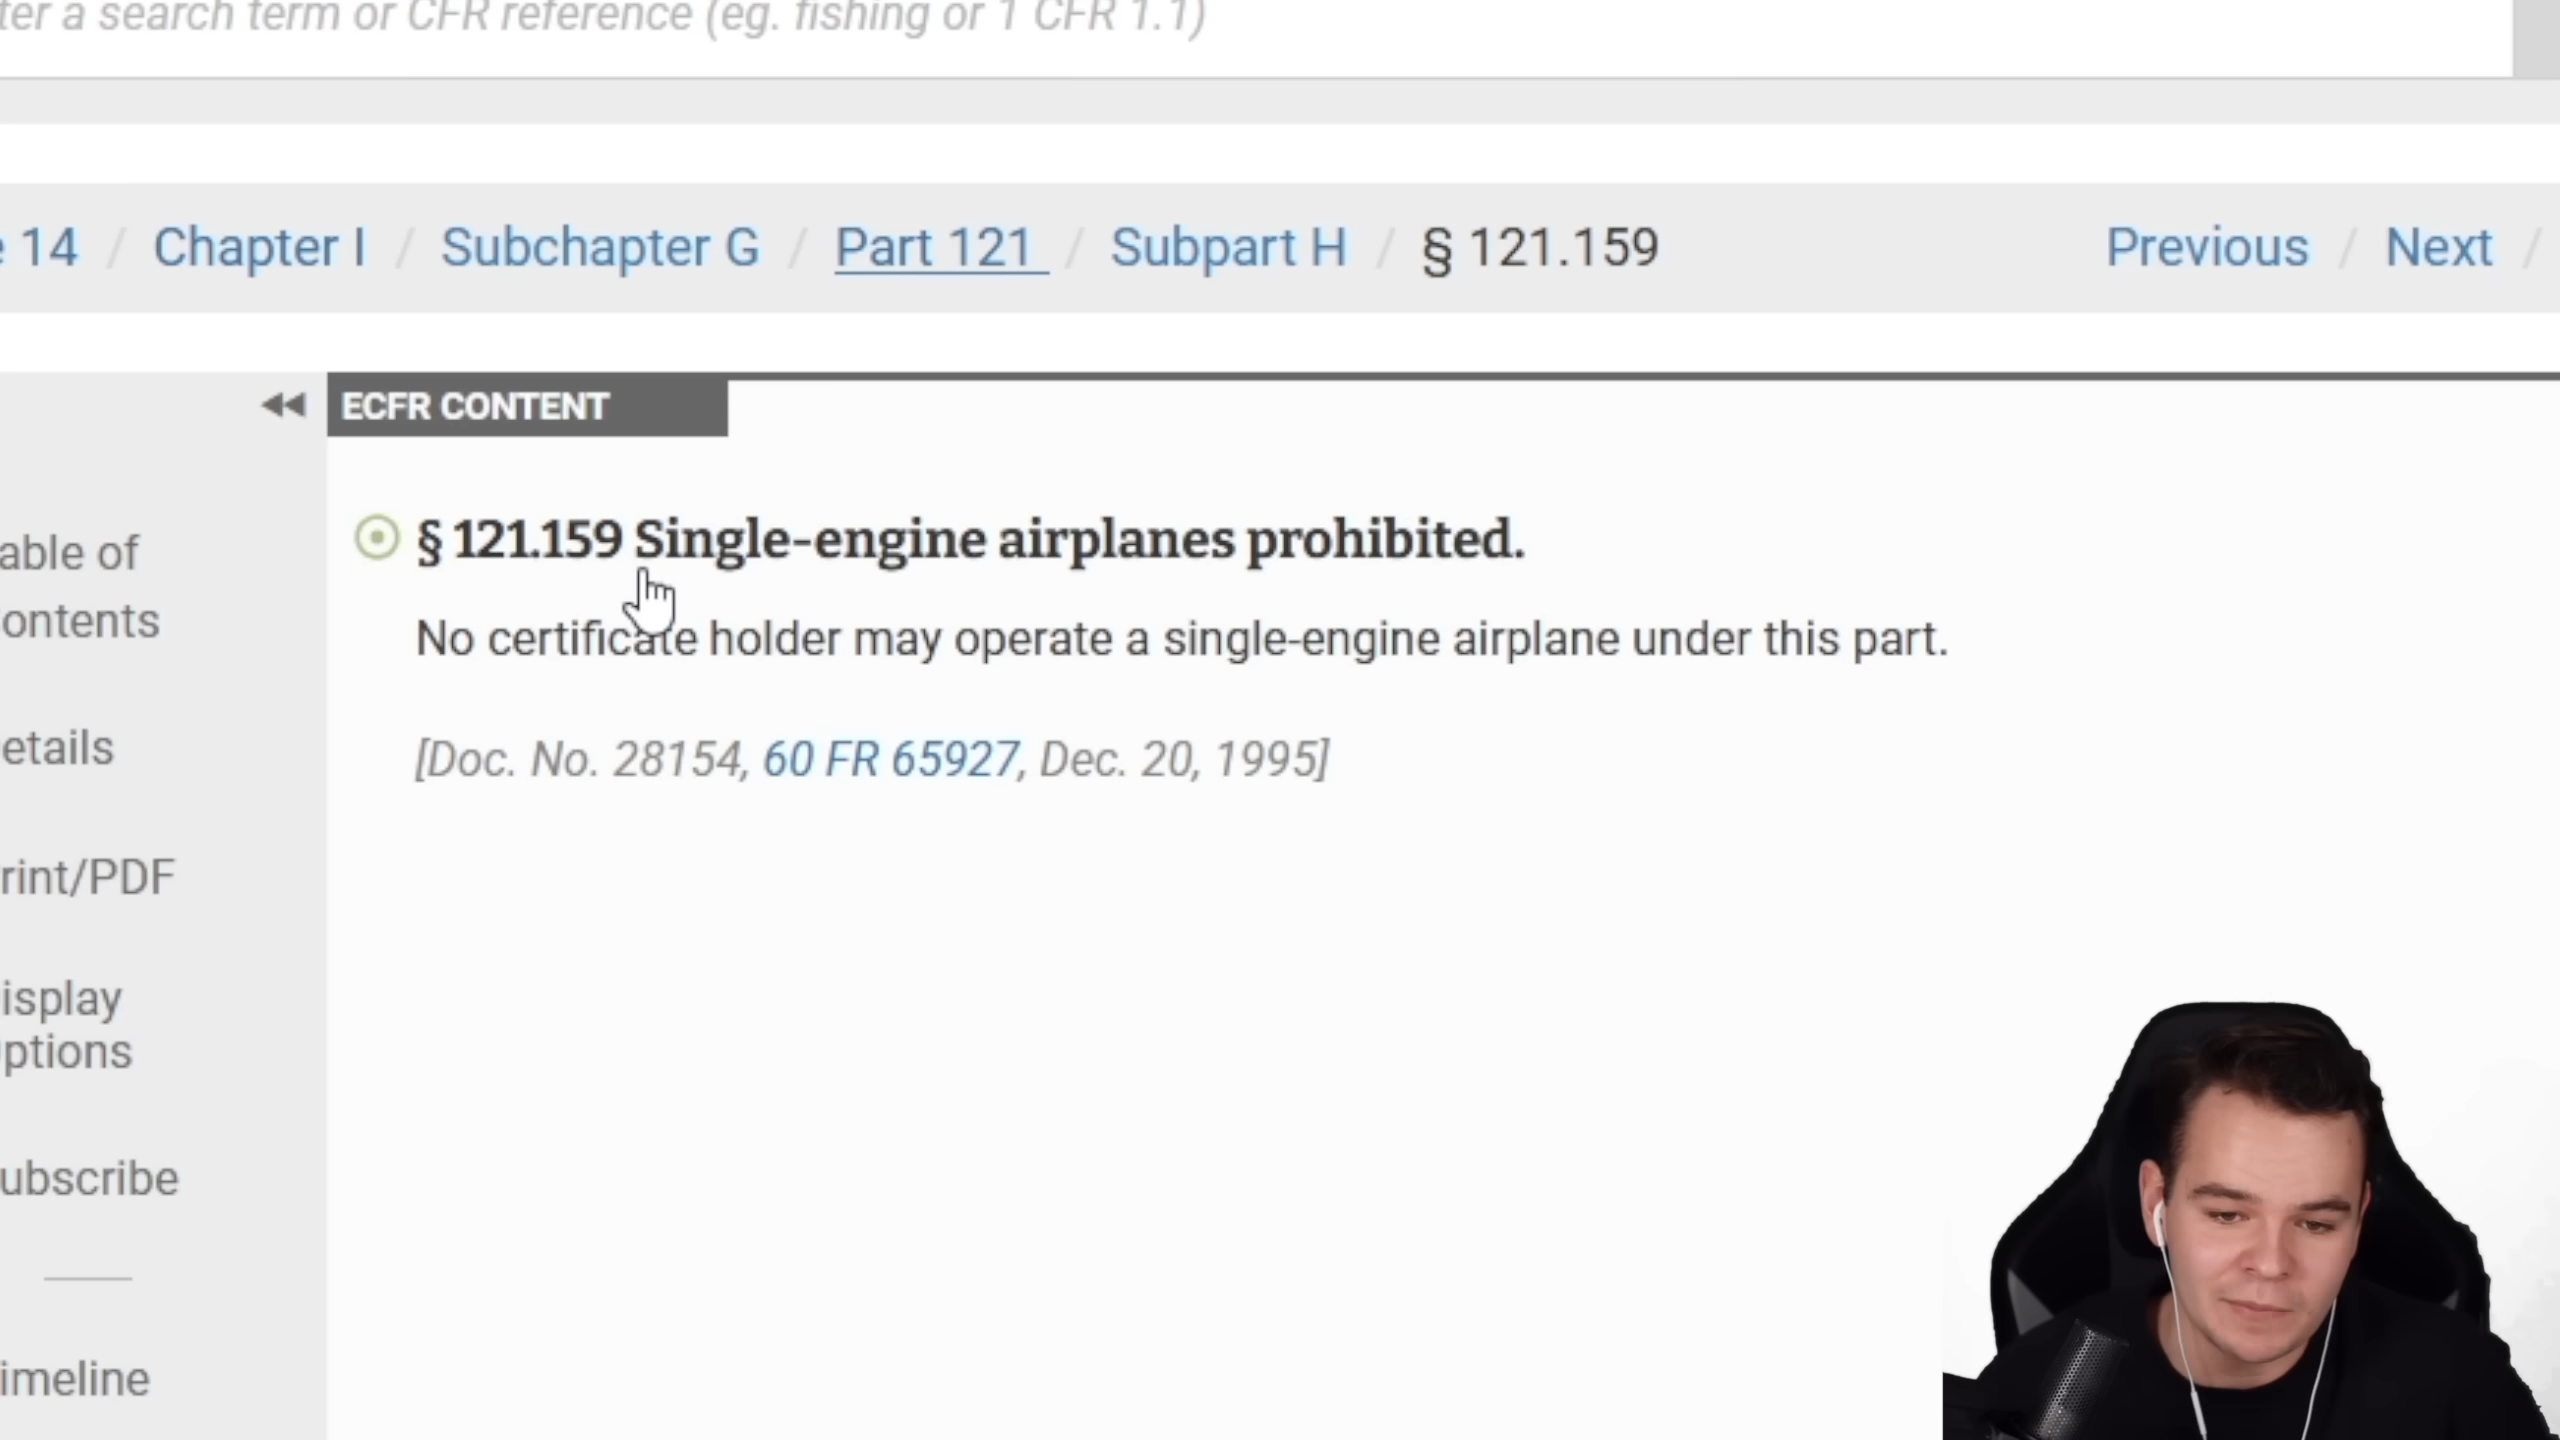 ter a search term or CFR reference (eg. fishing or 1 CFR 1.1)
e 14 / Chapter I / Subchapter G / Part 121 / Subpart H / § 121.159
Previous / Next /
ECFR CONTENT
able of
ontents
etails
rint/PDF
isplay
ptions
ubscribe
imeline
§ 121.159 Single-engine airplanes prohibited.
No certificate holder may operate a single-engine airplane under this part.
[Doc. No. 28154, 60 FR 65927, Dec. 20, 1995]